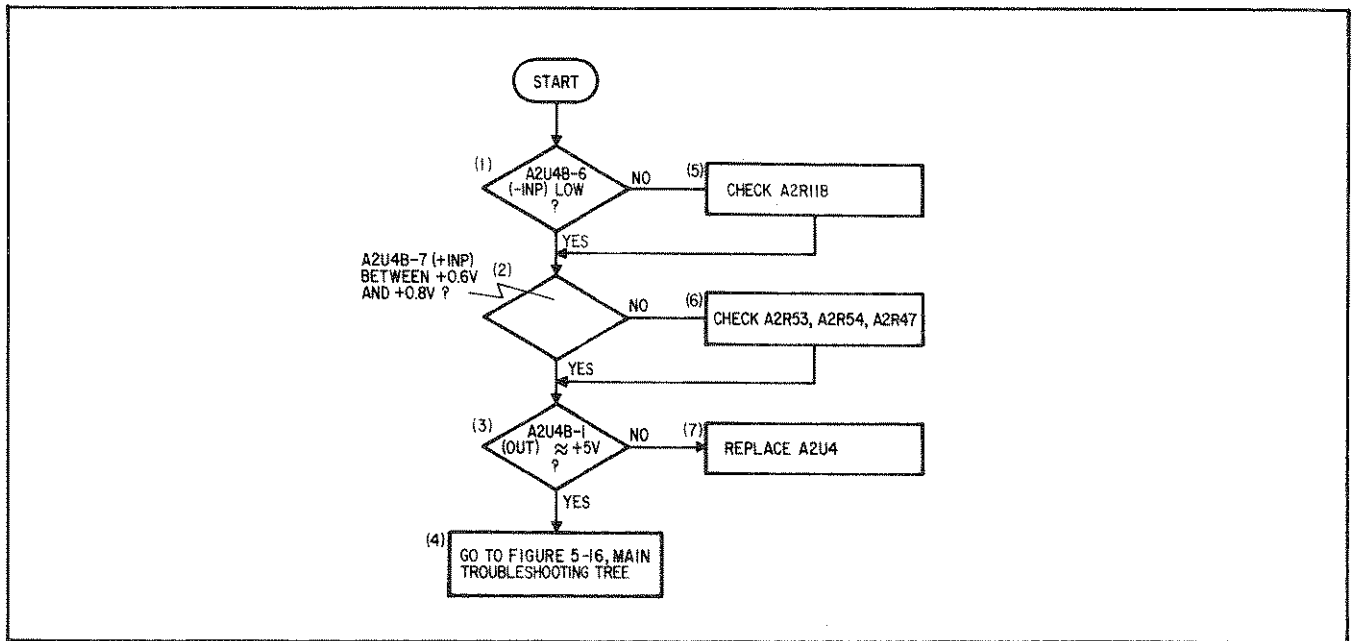 START
(1)
A2U4B-6
(-INP) LOW
?
NO
(5)
CHECK A2R118
YES
A2U4B-7 (+INP)
BETWEEN +0.6V
AND +0.8V ?
(2)
NO
(6)
CHECK A2R53, A2R54, A2R47
YES
(3)
A2U4B-1
(OUT) ≈ +5V
?
NO
(7)
REPLACE A2U4
YES
(4)
GO TO FIGURE 5-16, MAIN
TROUBLESHOOTING TREE